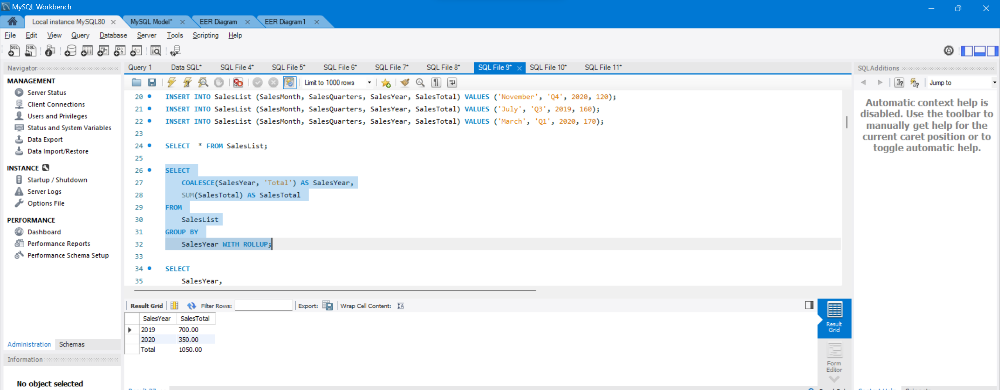 MySQL Workbench
Local instance MySQL80 MySQL Model* EER Diagram EER Diagram1
File Edit View Query Database Server Tools Scripting Help
Navigator
MANAGEMENT
Server Status
Client Connections
Users and Privileges
Status and System Variables
Data Export
Data Import/Restore
INSTANCE
Startup / Shutdown
Server Logs
Options File
PERFORMANCE
Dashboard
Performance Reports
Performance Schema Setup
Administration Schemas
Information
No object selected
Query 1 Data SQL* SQL File 4* SQL File 5* SQL File 6* SQL File 7* SQL File 8* SQL File 9* SQL File 10* SQL File 11*
Limit to 1000 rows
20 INSERT INTO SalesList (SalesMonth, SalesQuarters, SalesYear, SalesTotal) VALUES ('November', 'Q4', 2020, 120);
21 INSERT INTO SalesList (SalesMonth, SalesQuarters, SalesYear, SalesTotal) VALUES ('July', 'Q3', 2019, 160);
22 INSERT INTO SalesList (SalesMonth, SalesQuarters, SalesYear, SalesTotal) VALUES ('March', 'Q1', 2020, 170);
23
24 SELECT * FROM SalesList;
25
26 SELECT
27 COALESCE(SalesYear, 'Total') AS SalesYear,
28 SUM(SalesTotal) AS SalesTotal
29 FROM
30 SalesList
31 GROUP BY
32 SalesYear WITH ROLLUP;
33
34 SELECT
35 SalesYear,
Result Grid Filter Rows: Export: Wrap Cell Content:
SalesYear SalesTotal
2019 700.00
2020 350.00
Total 1050.00
Result Grid
Form Editor
SQLAdditions
Jump to
Automatic context help is
disabled. Use the toolbar to
manually get help for the
current caret position or to
toggle automatic help.